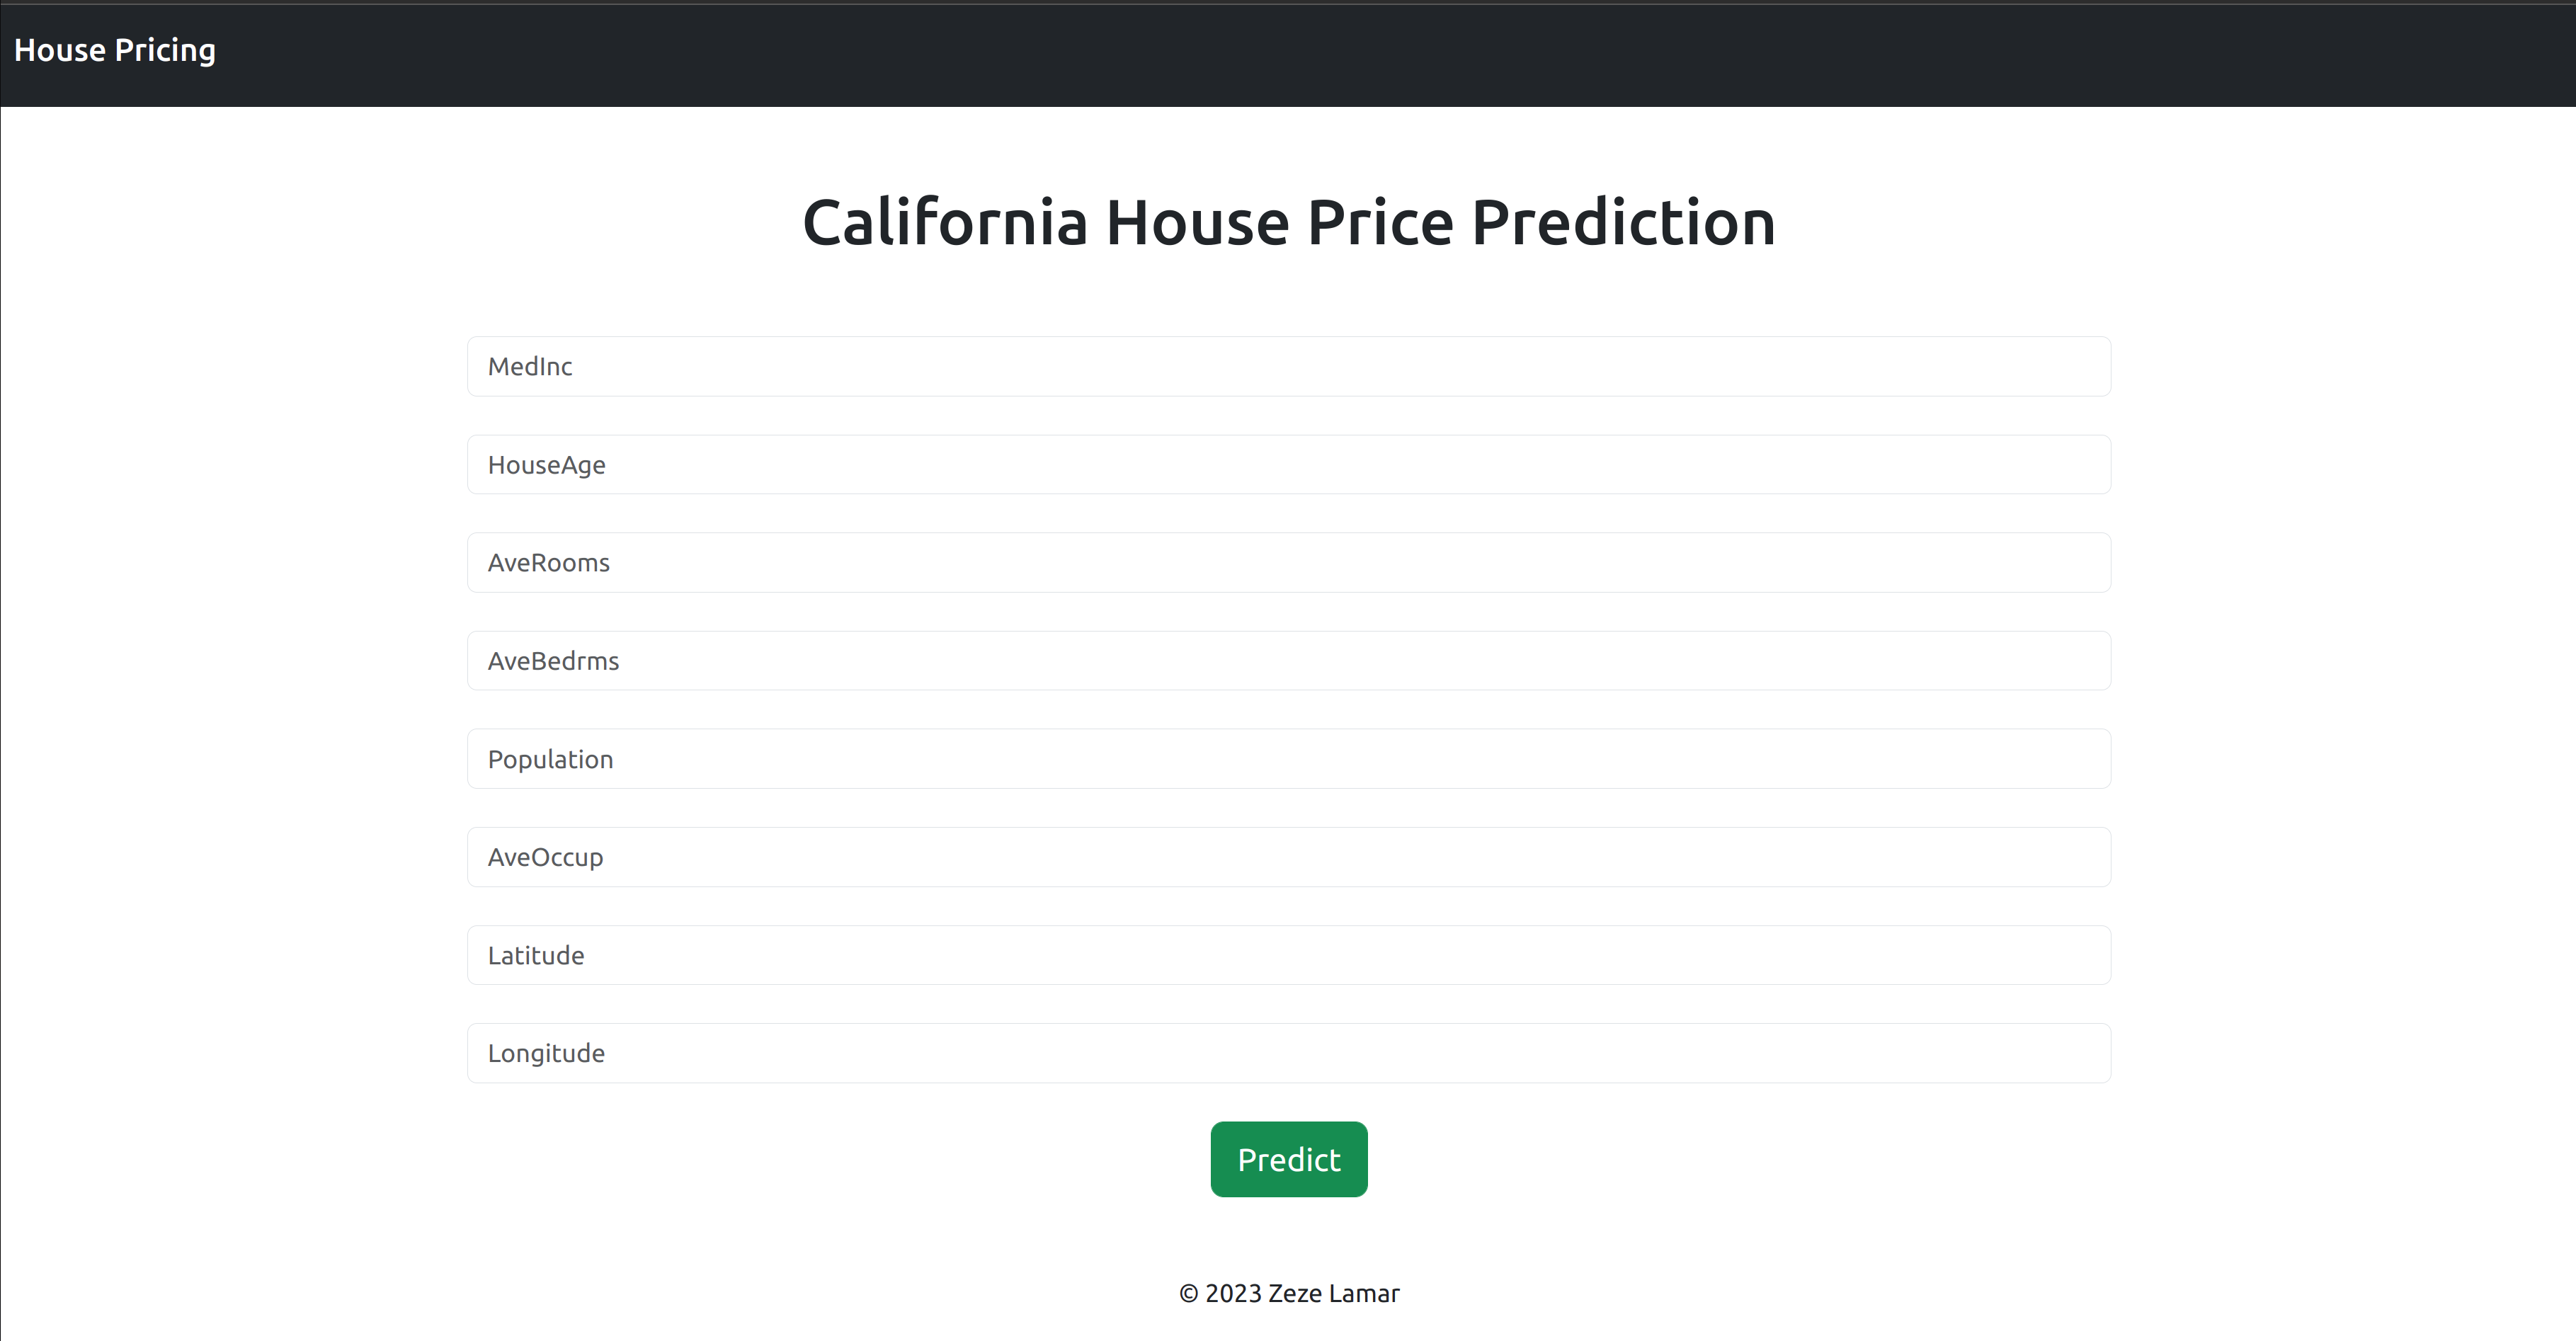 House Pricing
California House Price Prediction
MedInc
HouseAge
AveRooms
AveBedrms
Population
AveOccup
Latitude
Longitude
Predict
© 2023 Zeze Lamar